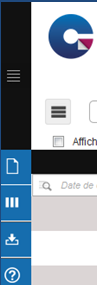 Affich
Date de
?